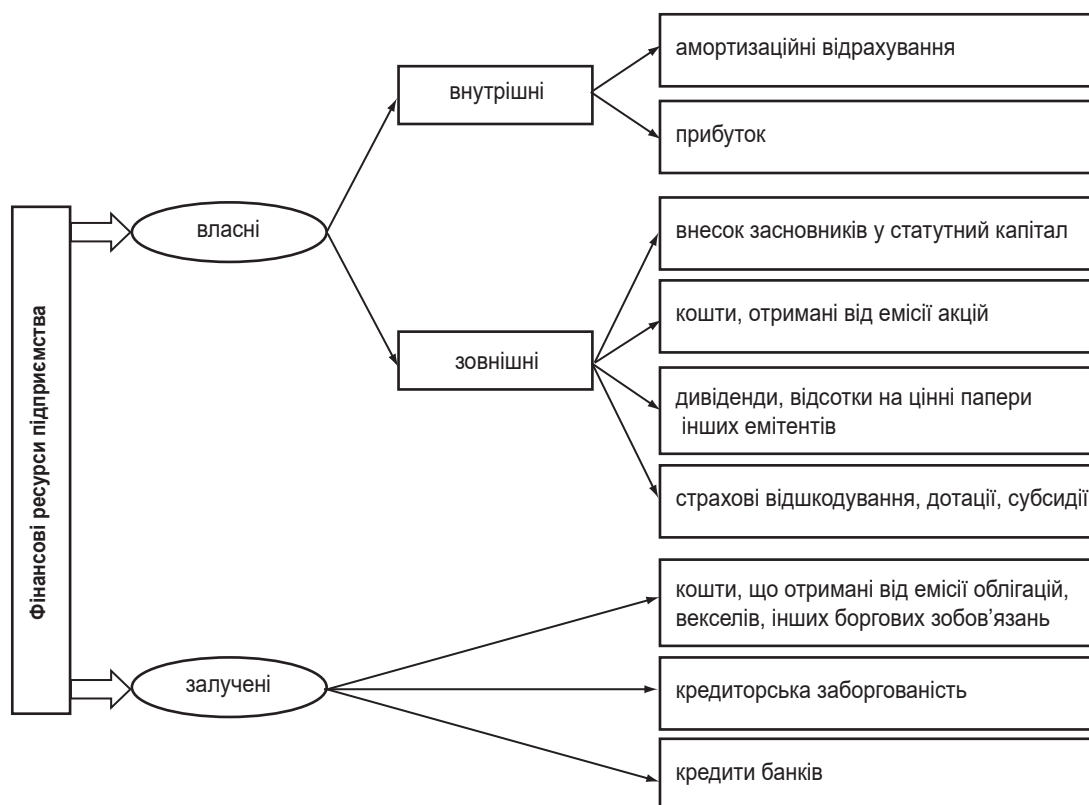 Фінансові ресурси підприємства
власні
внутрішні
амортизаційні відрахування
прибуток
зовнішні
внесок засновників у статутний капітал
кошти, отримані від емісії акцій
дивіденди, відсотки на цінні папери
інших емітентів
страхові відшкодування, дотації, субсидії
залучені
кошти, що отримані від емісії облігацій,
векселів, інших боргових зобов’язань
кредиторська заборгованість
кредити банків